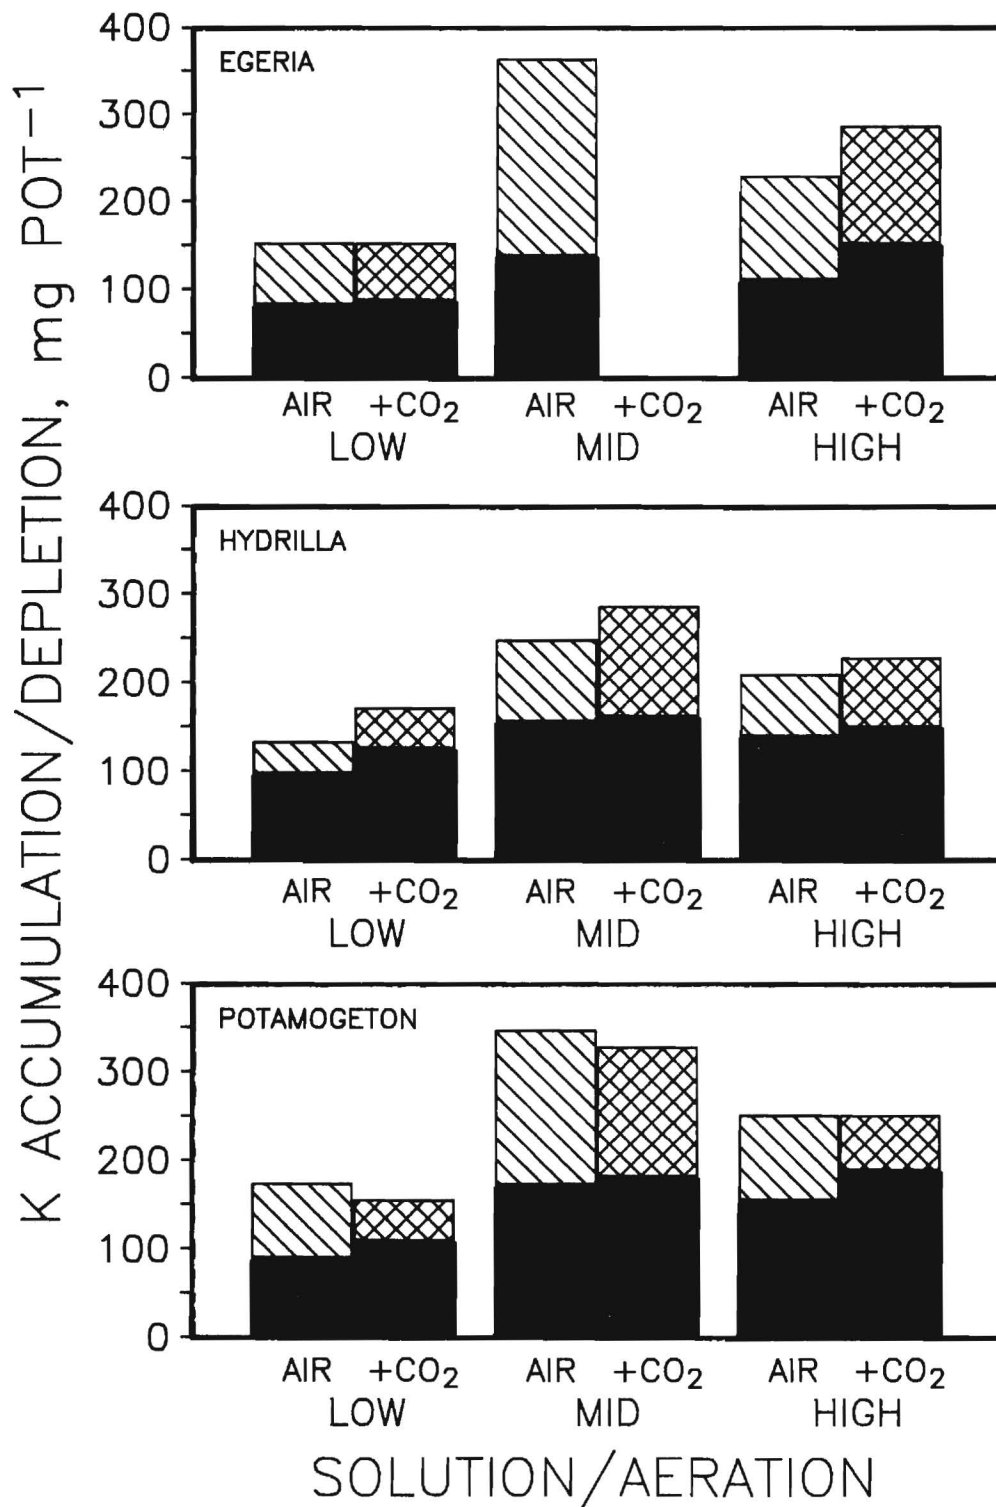 K ACCUMULATION/DEPLETION, mg POT⁻¹
400
300
200
100
0
EGERIA
AIR +CO₂ AIR +CO₂ AIR +CO₂
LOW MID HIGH
400
300
200
100
0
HYDRILLA
AIR +CO₂ AIR +CO₂ AIR +CO₂
LOW MID HIGH
400
300
200
100
0
POTAMOGETON
AIR +CO₂ AIR +CO₂ AIR +CO₂
LOW MID HIGH
SOLUTION/AERATION